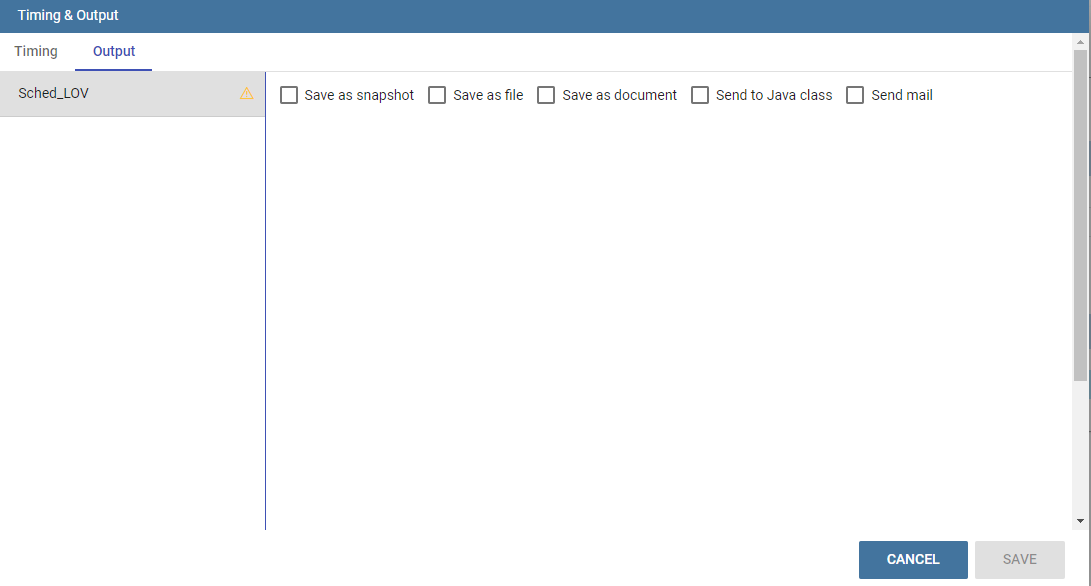 Timing & Output
Timing Output
Sched_LOV
Save as snapshot Save as file Save as document Send to Java class Send mail
CANCEL SAVE